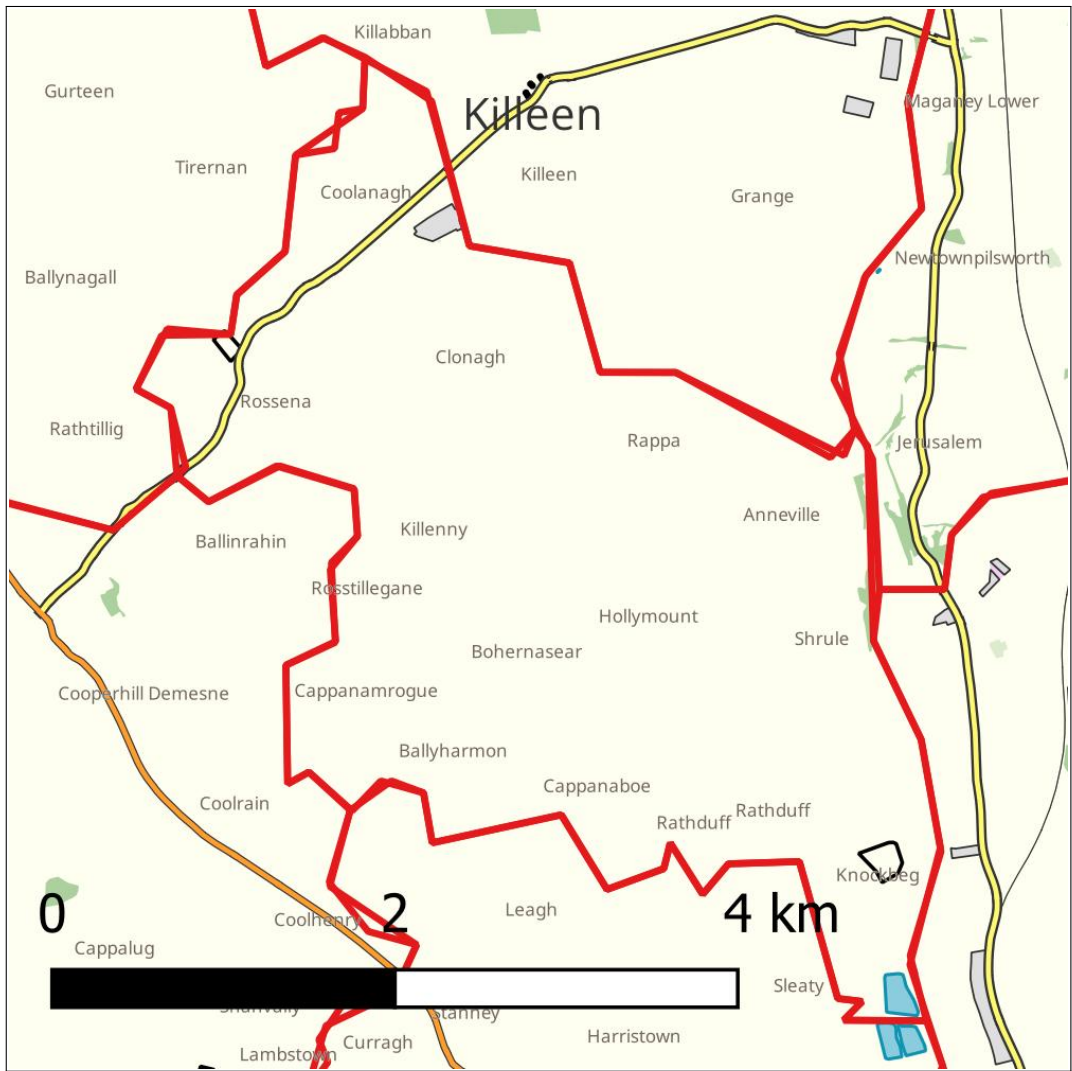 Killabban
Gurteen
Maganey Lower
Killeen
Tirernan
Killeen
Coolanagh
Grange
Newtownpilsworth
Ballynagall
Clonagh
Rossena
Rathtillig
Rappa
Jerusalem
Anneville
Killenny
Ballinrahin
Rosstillegane
Hollymount
Shrule
Bohernasear
Cappanamrogue
Cooperhill Demesne
Ballyharmon
Cappanaboe
Coolrain
Rathduff
Rathduff
Knockbeg
0 2 4 km
Leagh
Coolhenry
Cappalug
Sleaty
Shanvally
Stanney
Harristown
Curragh
Lambstown